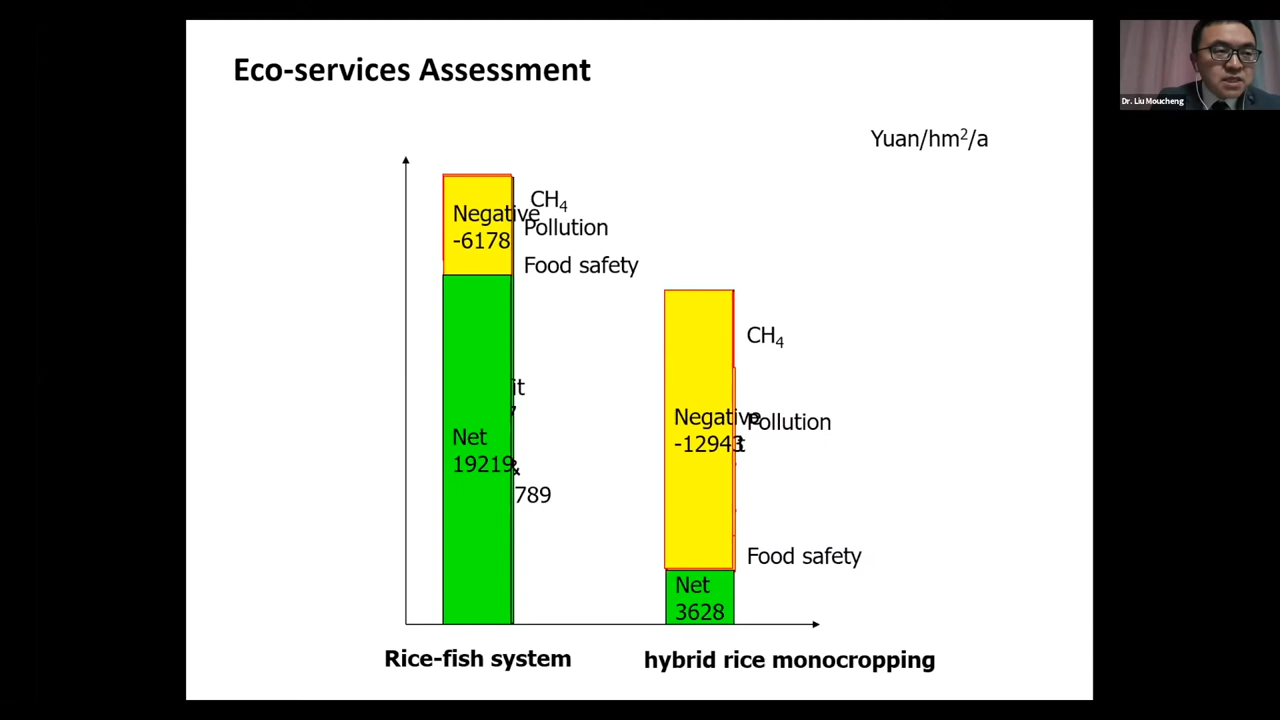 Eco-services Assessment
Dr. Liu Moucheng
Yuan/hm²/a
Negative
-6178
CH₄
Pollution
Food safety
Net
19219
789
CH₄
Negative
-12943
Pollution
Food safety
Net
3628
Rice-fish system
hybrid rice monocropping